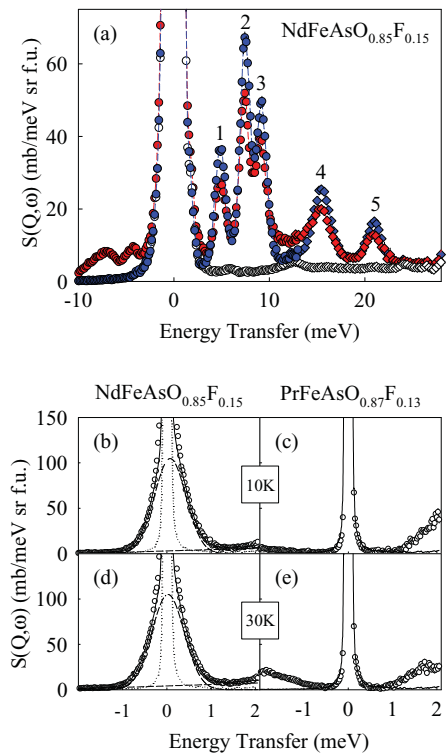 (a) NdFeAsO₀.₈₅F₀.₁₅
S(Q,ω) (mb/meV sr f.u.)
60
40
20
0
1
2
3
4
5
-10 0 10 20
Energy Transfer (meV)
NdFeAsO₀.₈₅F₀.₁₅ PrFeAsO₀.₈₇F₀.₁₃
S(Q,ω) (mb/meV sr f.u.)
150
100
50
0
(b) (c)
10K
100
50
0
(d) (e)
30K
-1 0 1 2 -1 0 1 2
Energy Transfer (meV)